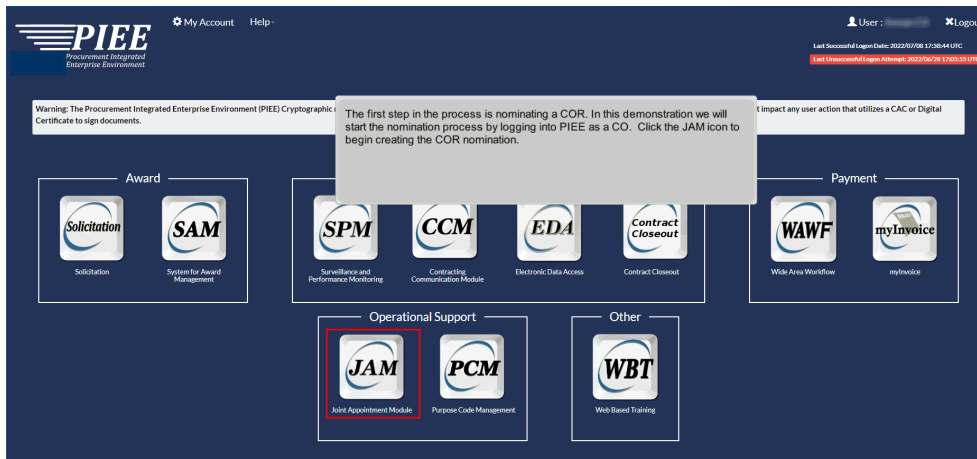 My Account Help
User :
Logou
PIEE
Procurement Integrated
Enterprise Environment
Last Successful Logon Date: 2022/07/08 17:38:44 UTC
Last Unsuccessful Logon Attempt: 2022/06/28 17:05:55 UTC
Warning: The Procurement Integrated Enterprise Environment (PIEE) Cryptographic
t impact any user action that utilizes a CAC or Digital
Certificate to sign documents.
The first step in the process is nominating a COR. In this demonstration we will
start the nomination process by logging into PIEE as a CO. Click the JAM icon to
begin creating the COR nomination.
Award
Payment
Solicitation
SAM
SPM
CCM
EDA
Contract
Closeout
WAWF
myInvoice
Solicitation
System for Award
Management
Surveillance and
Performance Monitoring
Contracting
Communication Module
Electronic Data Access
Contract Closeout
Wide Area Workflow
myInvoice
Operational Support
Other
JAM
PCM
WBT
Joint Appointment Module
Purpose Code Management
Web Based Training